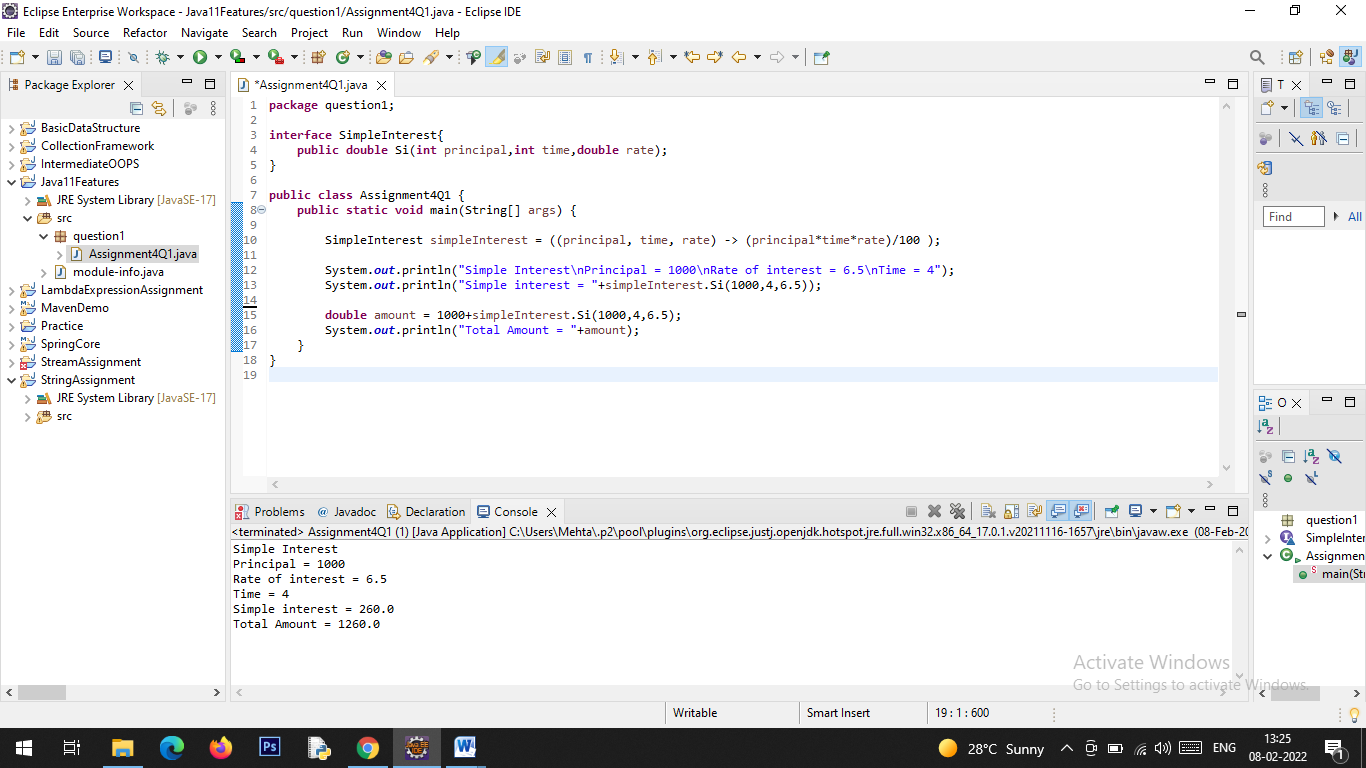 Eclipse Enterprise Workspace - Java11Features/src/question1/Assignment4Q1.java - Eclipse IDE
File Edit Source Refactor Navigate Search Project Run Window Help
Package Explorer
BasicDataStructure
CollectionFramework
IntermediateOOPS
Java11Features
JRE System Library [JavaSE-17]
src
question1
Assignment4Q1.java
module-info.java
LambdaExpressionAssignment
MavenDemo
Practice
SpringCore
StreamAssignment
StringAssignment
JRE System Library [JavaSE-17]
src
*Assignment4Q1.java
1 package question1;
2
3 interface SimpleInterest{
4     public double Si(int principal,int time,double rate);
5 }
6
7 public class Assignment4Q1 {
8     public static void main(String[] args) {
9
10         SimpleInterest simpleInterest = ((principal, time, rate) -> (principal*time*rate)/100 );
11
12         System.out.println("Simple Interest\nPrincipal = 1000\nRate of interest = 6.5\nTime = 4");
13         System.out.println("Simple interest = "+simpleInterest.Si(1000,4,6.5));
14
15         double amount = 1000+simpleInterest.Si(1000,4,6.5);
16         System.out.println("Total Amount = "+amount);
17     }
18 }
19
T
Find
All
O
question1
SimpleInter
Assignmen
main(Str
Problems @ Javadoc Declaration Console
<terminated> Assignment4Q1 (1) [Java Application] C:\Users\Mehta\.p2\pool\plugins\org.eclipse.justj.openjdk.hotspot.jre.full.win32.x86_64_17.0.1.v20211116-1657\jre\bin\javaw.exe (08-Feb-20
Simple Interest
Principal = 1000
Rate of interest = 6.5
Time = 4
Simple interest = 260.0
Total Amount = 1260.0
Activate Windows
Go to Settings to activate Windows.
Writable Smart Insert 19 : 1 : 600
Ps
JAVA EE IDE
W
28°C Sunny
ENG
13:25
08-02-2022
1